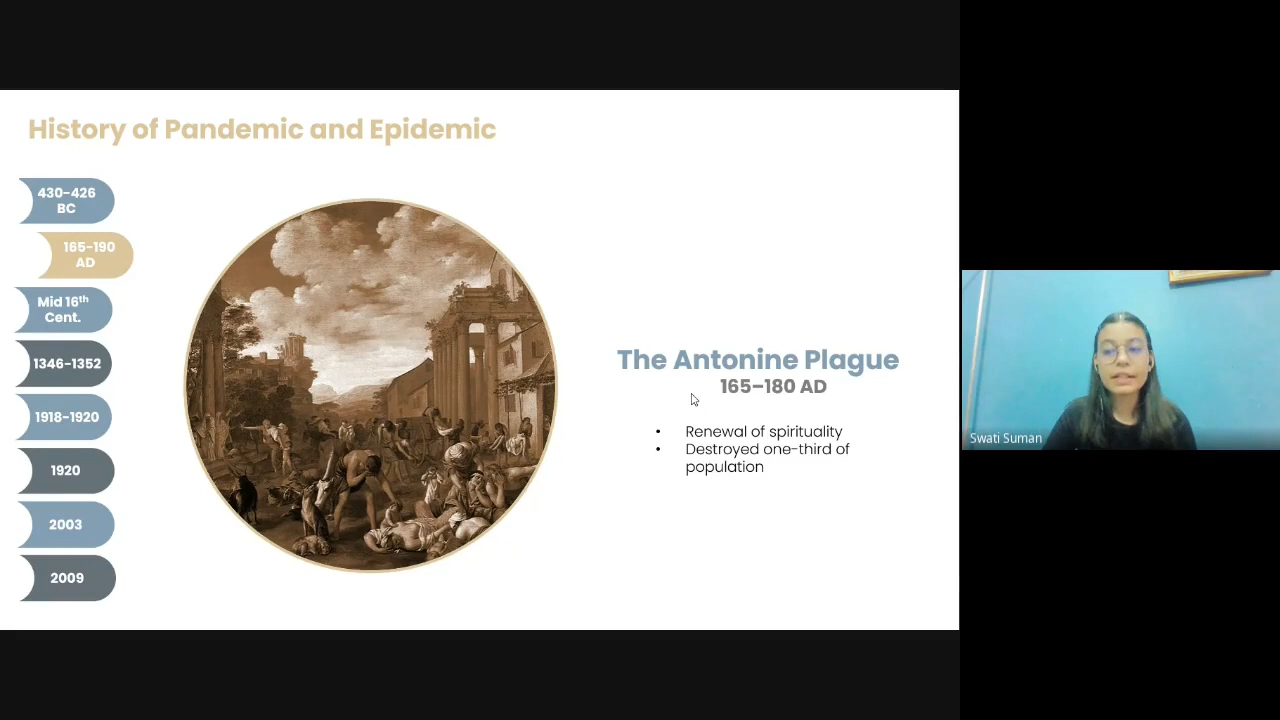 History of Pandemic and Epidemic
430-426
BC
165-190
AD
Mid 16th
Cent.
1346-1352
1918-1920
1920
2003
2009
The Antonine Plague
165–180 AD
• Renewal of spirituality
• Destroyed one-third of
population
Swati Suman